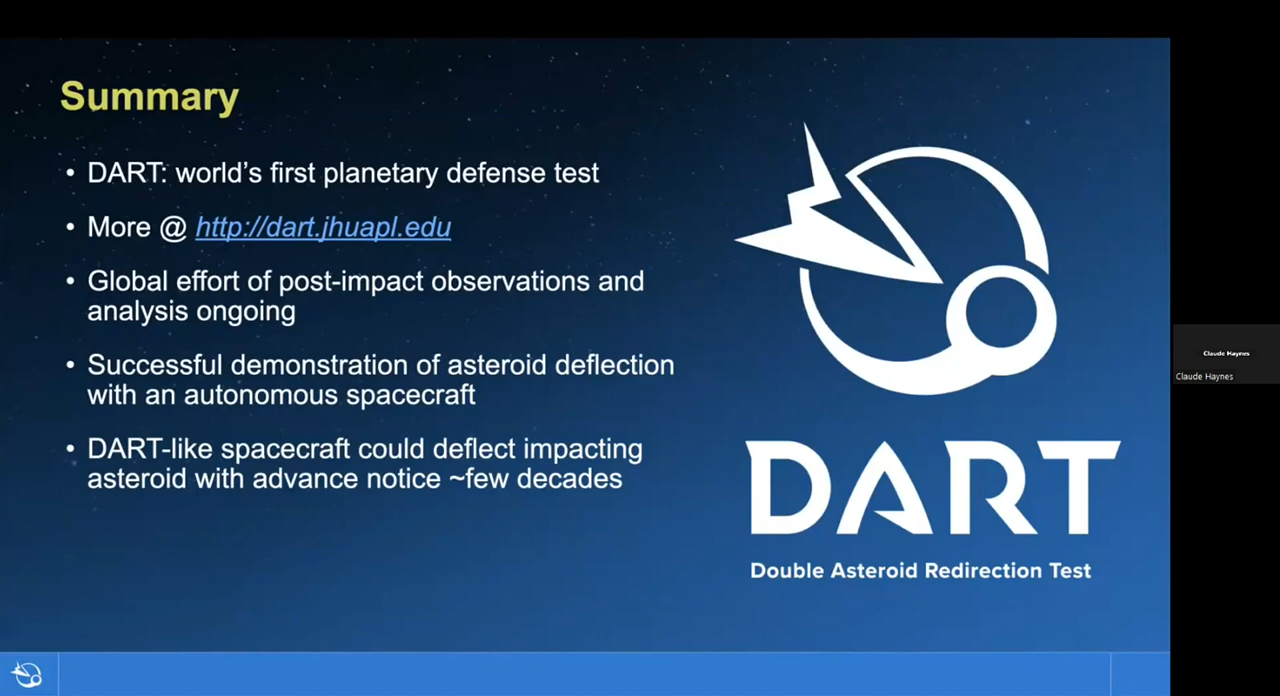 Summary
• DART: world's first planetary defense test
• More @ http://dart.jhuapl.edu
• Global effort of post-impact observations and
analysis ongoing
• Successful demonstration of asteroid deflection
with an autonomous spacecraft
• DART-like spacecraft could deflect impacting
asteroid with advance notice ~few decades
DART
Double Asteroid Redirection Test
Claude Haynes
Claude Haynes